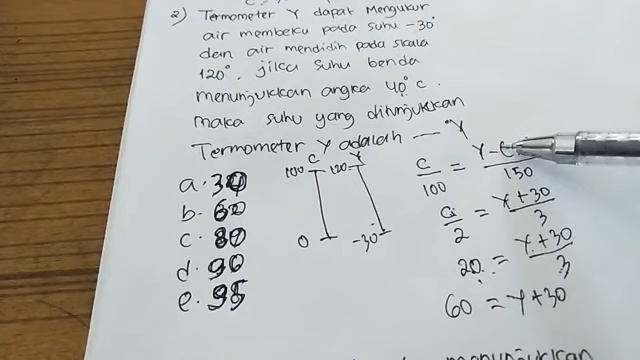 2) Termometer Y dapat Mengukur
air membeku pada suhu -30°
dan air mendidih pada skala
120°. jika suhu benda
menunjukkan angka 40°C.
maka suhu yang ditunjukkan
Termometer Y adalah --- °Y
a. 30
b. 60
c. 80
d. 90
e. 95
C Y
100 120
0 -30
C/100 = Y-(/150
/2 = Y+30/3
20 = Y+30/3
60 = Y+30
menunjukkan